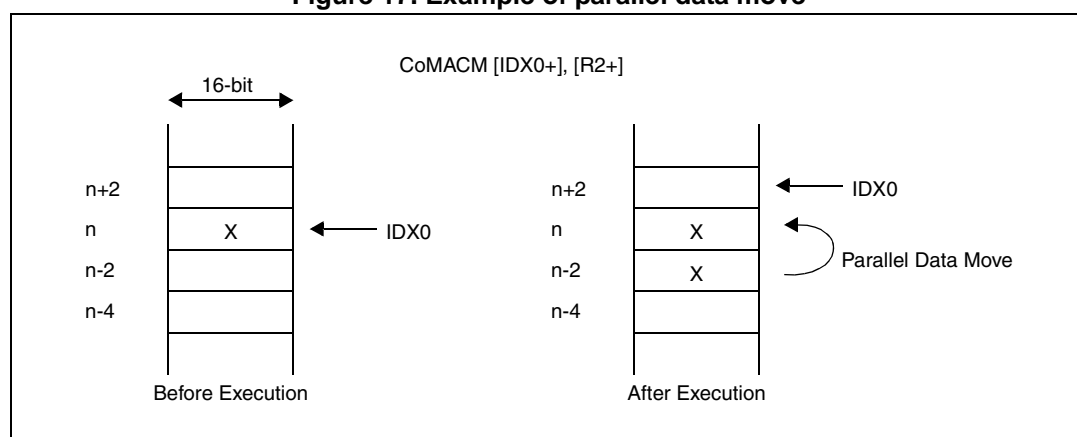 Figure 17. Example of parallel data move
CoMACM [IDX0+], [R2+]
16-bit
n+2
n X IDX0
n-2
n-4
Before Execution
n+2 IDX0
n X
n-2 X Parallel Data Move
n-4
After Execution